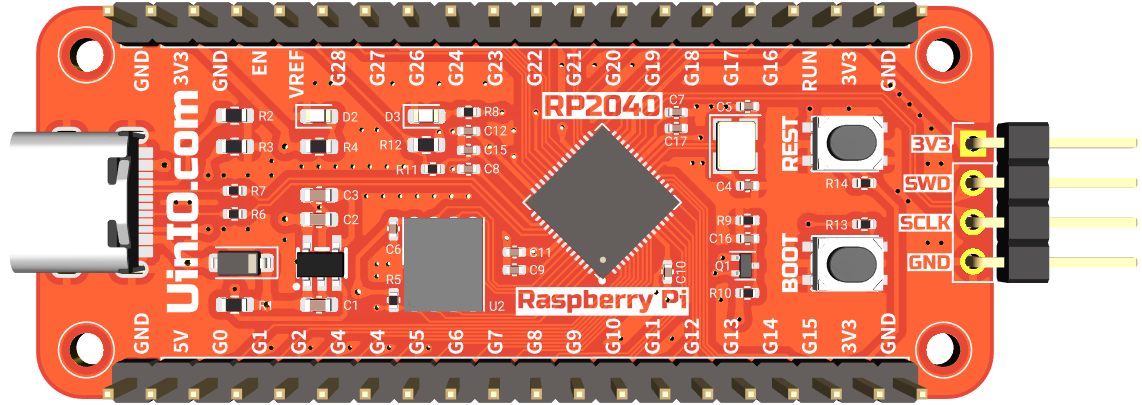 GND 3V3 GND EN VREF G28 G27 G26 G24 G23 G22 G21 G20 G19 G18 G17 G16 RUN 3V3 GND
UinIO.com
R2
D2
D3
R8
RP2040
C7
C5
R3
R4
R12
C12
C17
REST
3V3
C15
R11
C8
C4
R14
SWD
R7
C3
R6
C2
R9
R13
SCLK
C6
C11
C16
BOOT
GND
C9
C10
Q1
R5
R1
C1
U2
Raspberry Pi
R10
GND 5V G0 G1 G2 G4 G4 G5 G6 G7 G8 G9 G10 G11 G12 G13 G14 G15 3V3 GND